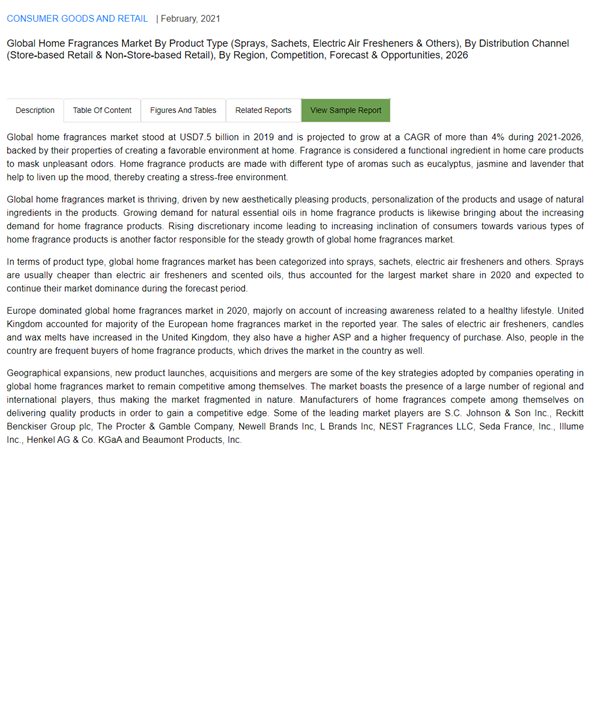 CONSUMER GOODS AND RETAIL | February, 2021
Global Home Fragrances Market By Product Type (Sprays, Sachets, Electric Air Fresheners & Others), By Distribution Channel
(Store-based Retail & Non-Store-based Retail), By Region, Competition, Forecast & Opportunities, 2026
Description Table Of Content Figures And Tables Related Reports View Sample Report
Global home fragrances market stood at USD7.5 billion in 2019 and is projected to grow at a CAGR of more than 4% during 2021-2026,
backed by their properties of creating a favorable environment at home. Fragrance is considered a functional ingredient in home care products
to mask unpleasant odors. Home fragrance products are made with different type of aromas such as eucalyptus, jasmine and lavender that
help to liven up the mood, thereby creating a stress-free environment.
Global home fragrances market is thriving, driven by new aesthetically pleasing products, personalization of the products and usage of natural
ingredients in the products. Growing demand for natural essential oils in home fragrance products is likewise bringing about the increasing
demand for home fragrance products. Rising discretionary income leading to increasing inclination of consumers towards various types of
home fragrance products is another factor responsible for the steady growth of global home fragrances market.
In terms of product type, global home fragrances market has been categorized into sprays, sachets, electric air fresheners and others. Sprays
are usually cheaper than electric air fresheners and scented oils, thus accounted for the largest market share in 2020 and expected to
continue their market dominance during the forecast period.
Europe dominated global home fragrances market in 2020, majorly on account of increasing awareness related to a healthy lifestyle. United
Kingdom accounted for majority of the European home fragrances market in the reported year. The sales of electric air fresheners, candles
and wax melts have increased in the United Kingdom, they also have a higher ASP and a higher frequency of purchase. Also, people in the
country are frequent buyers of home fragrance products, which drives the market in the country as well.
Geographical expansions, new product launches, acquisitions and mergers are some of the key strategies adopted by companies operating in
global home fragrances market to remain competitive among themselves. The market boasts the presence of a large number of regional and
international players, thus making the market fragmented in nature. Manufacturers of home fragrances compete among themselves on
delivering quality products in order to gain a competitive edge. Some of the leading market players are S.C. Johnson & Son Inc., Reckitt
Benckiser Group plc, The Procter & Gamble Company, Newell Brands Inc, L Brands Inc, NEST Fragrances LLC, Seda France, Inc., Illume
Inc., Henkel AG & Co. KGaA and Beaumont Products, Inc.